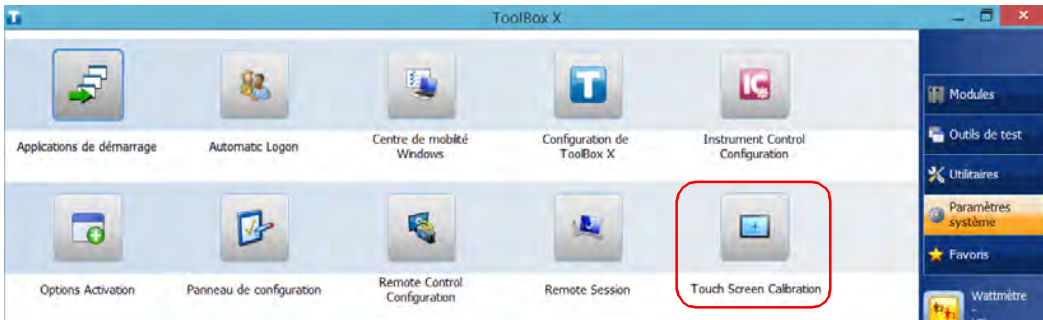 ToolBox X
Applications de démarrage
Automatic Logon
Centre de mobilité
Windows
Configuration de
ToolBox X
Instrument Control
Configuration
Options Activation
Panneau de configuration
Remote Control
Configuration
Remote Session
Touch Screen Calibration
Modules
Outils de test
Utilitaires
Paramètres
système
Favoris
Wattmètre
-